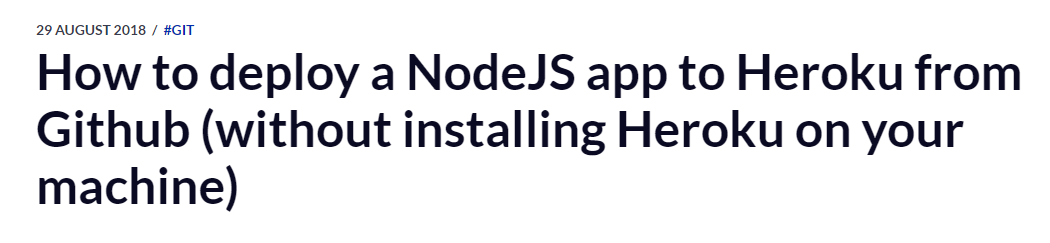 29 AUGUST 2018 / #GIT
How to deploy a NodeJS app to Heroku from
Github (without installing Heroku on your
machine)